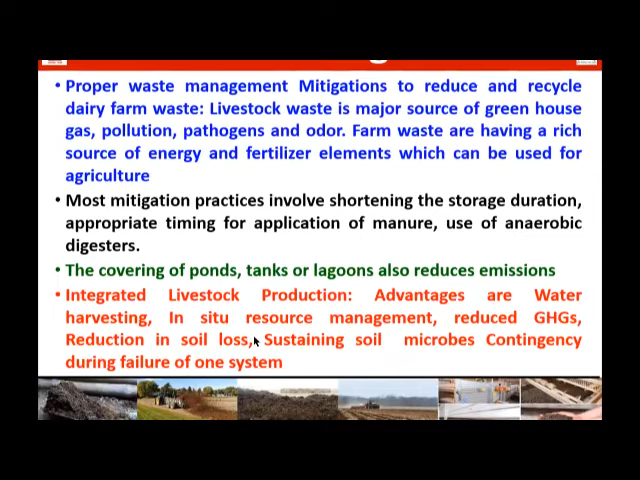 • Proper waste management Mitigations to reduce and recycle
dairy farm waste: Livestock waste is major source of green house
gas, pollution, pathogens and odor. Farm waste are having a rich
source of energy and fertilizer elements which can be used for
agriculture
• Most mitigation practices involve shortening the storage duration,
appropriate timing for application of manure, use of anaerobic
digesters.
• The covering of ponds, tanks or lagoons also reduces emissions
• Integrated Livestock Production: Advantages are Water
harvesting, In situ resource management, reduced GHGs,
Reduction in soil loss, Sustaining soil microbes Contingency
during failure of one system